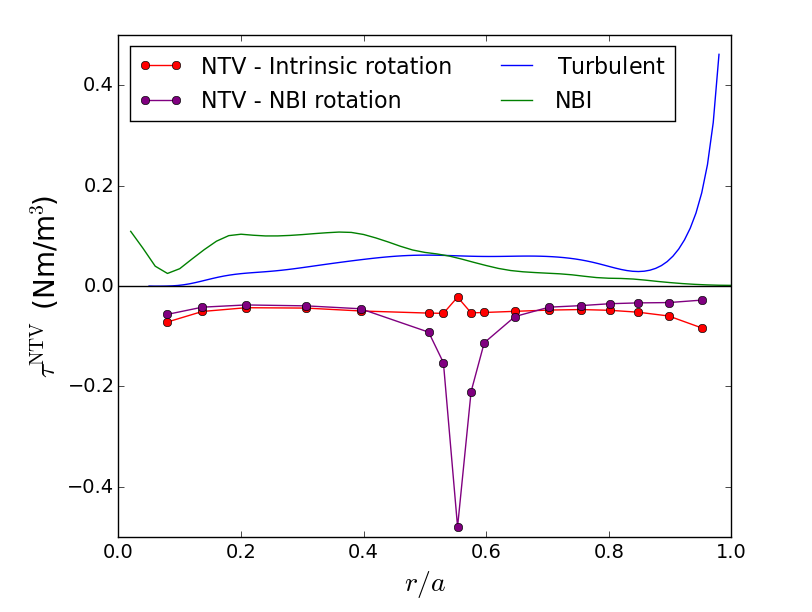 NTV - Intrinsic rotation
NTV - NBI rotation
Turbulent
NBI
0.4
0.2
0.0
−0.2
−0.4
τ^NTV (Nm/m³)
0.0 0.2 0.4 0.6 0.8 1.0
r/a